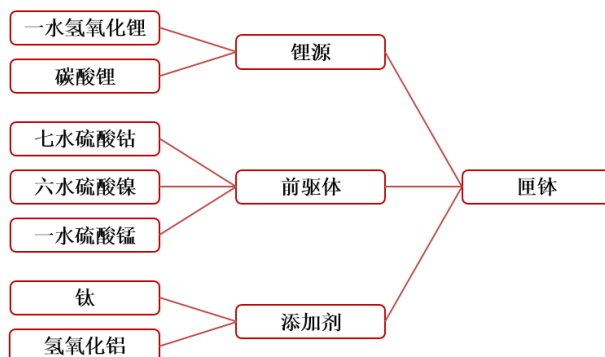 一水氢氧化锂
碳酸锂
锂源
七水硫酸钴
六水硫酸镍
一水硫酸锰
前驱体
匣钵
钛
氢氧化铝
添加剂